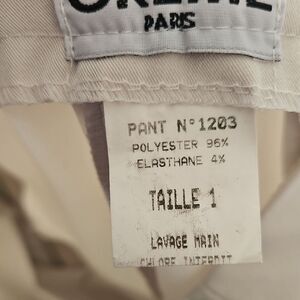 PARIS
PANT N° 1203
POLYESTER 96%
ELASTHANE 4%
TAILLE 1
LAVAGE MAIN
CHLORE INTERDIT